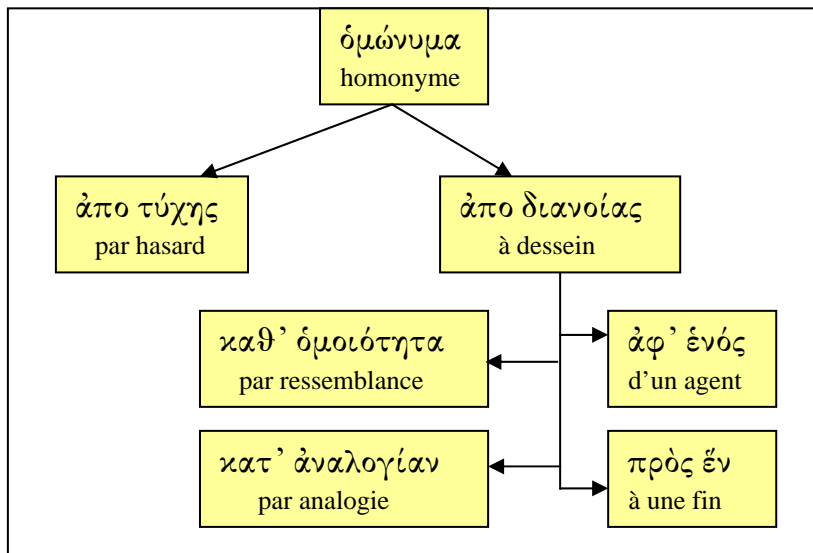 ὁμώνυμα
homonyme
ἀπο τύχης
par hasard
ἀπο διανοίας
à dessein
καϑ’ ὁμοιότητα
par ressemblance
ἀφ’ ἑνός
d'un agent
κατ’ ἀναλογίαν
par analogie
πρὸς ἕν
à une fin